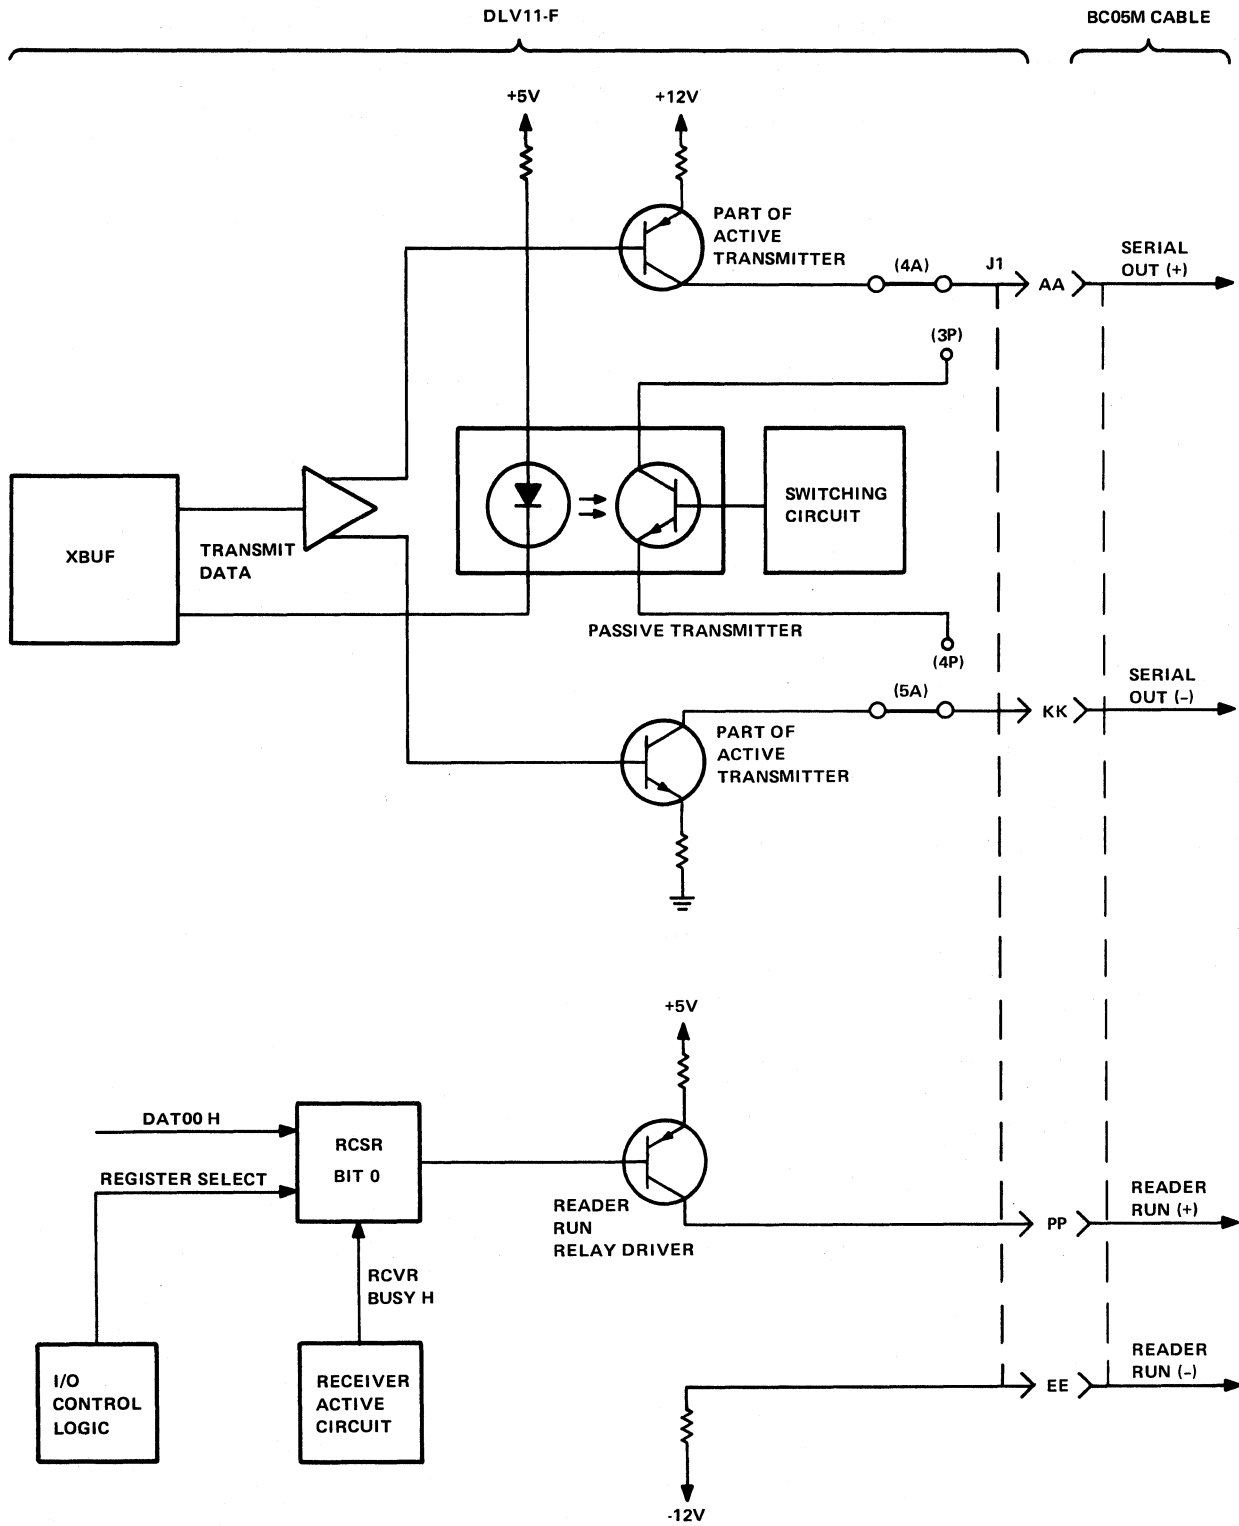 DLV11-F
BC05M CABLE
+5V
+12V
PART OF
ACTIVE
TRANSMITTER
(4A)
J1
AA
SERIAL
OUT (+)
(3P)
XBUF
TRANSMIT
DATA
SWITCHING
CIRCUIT
PASSIVE TRANSMITTER
(4P)
(5A)
KK
SERIAL
OUT (–)
PART OF
ACTIVE
TRANSMITTER
+5V
DAT00 H
REGISTER SELECT
RCSR
BIT 0
READER
RUN
RELAY DRIVER
PP
READER
RUN (+)
RCVR
BUSY H
I/O
CONTROL
LOGIC
RECEIVER
ACTIVE
CIRCUIT
EE
READER
RUN (–)
-12V